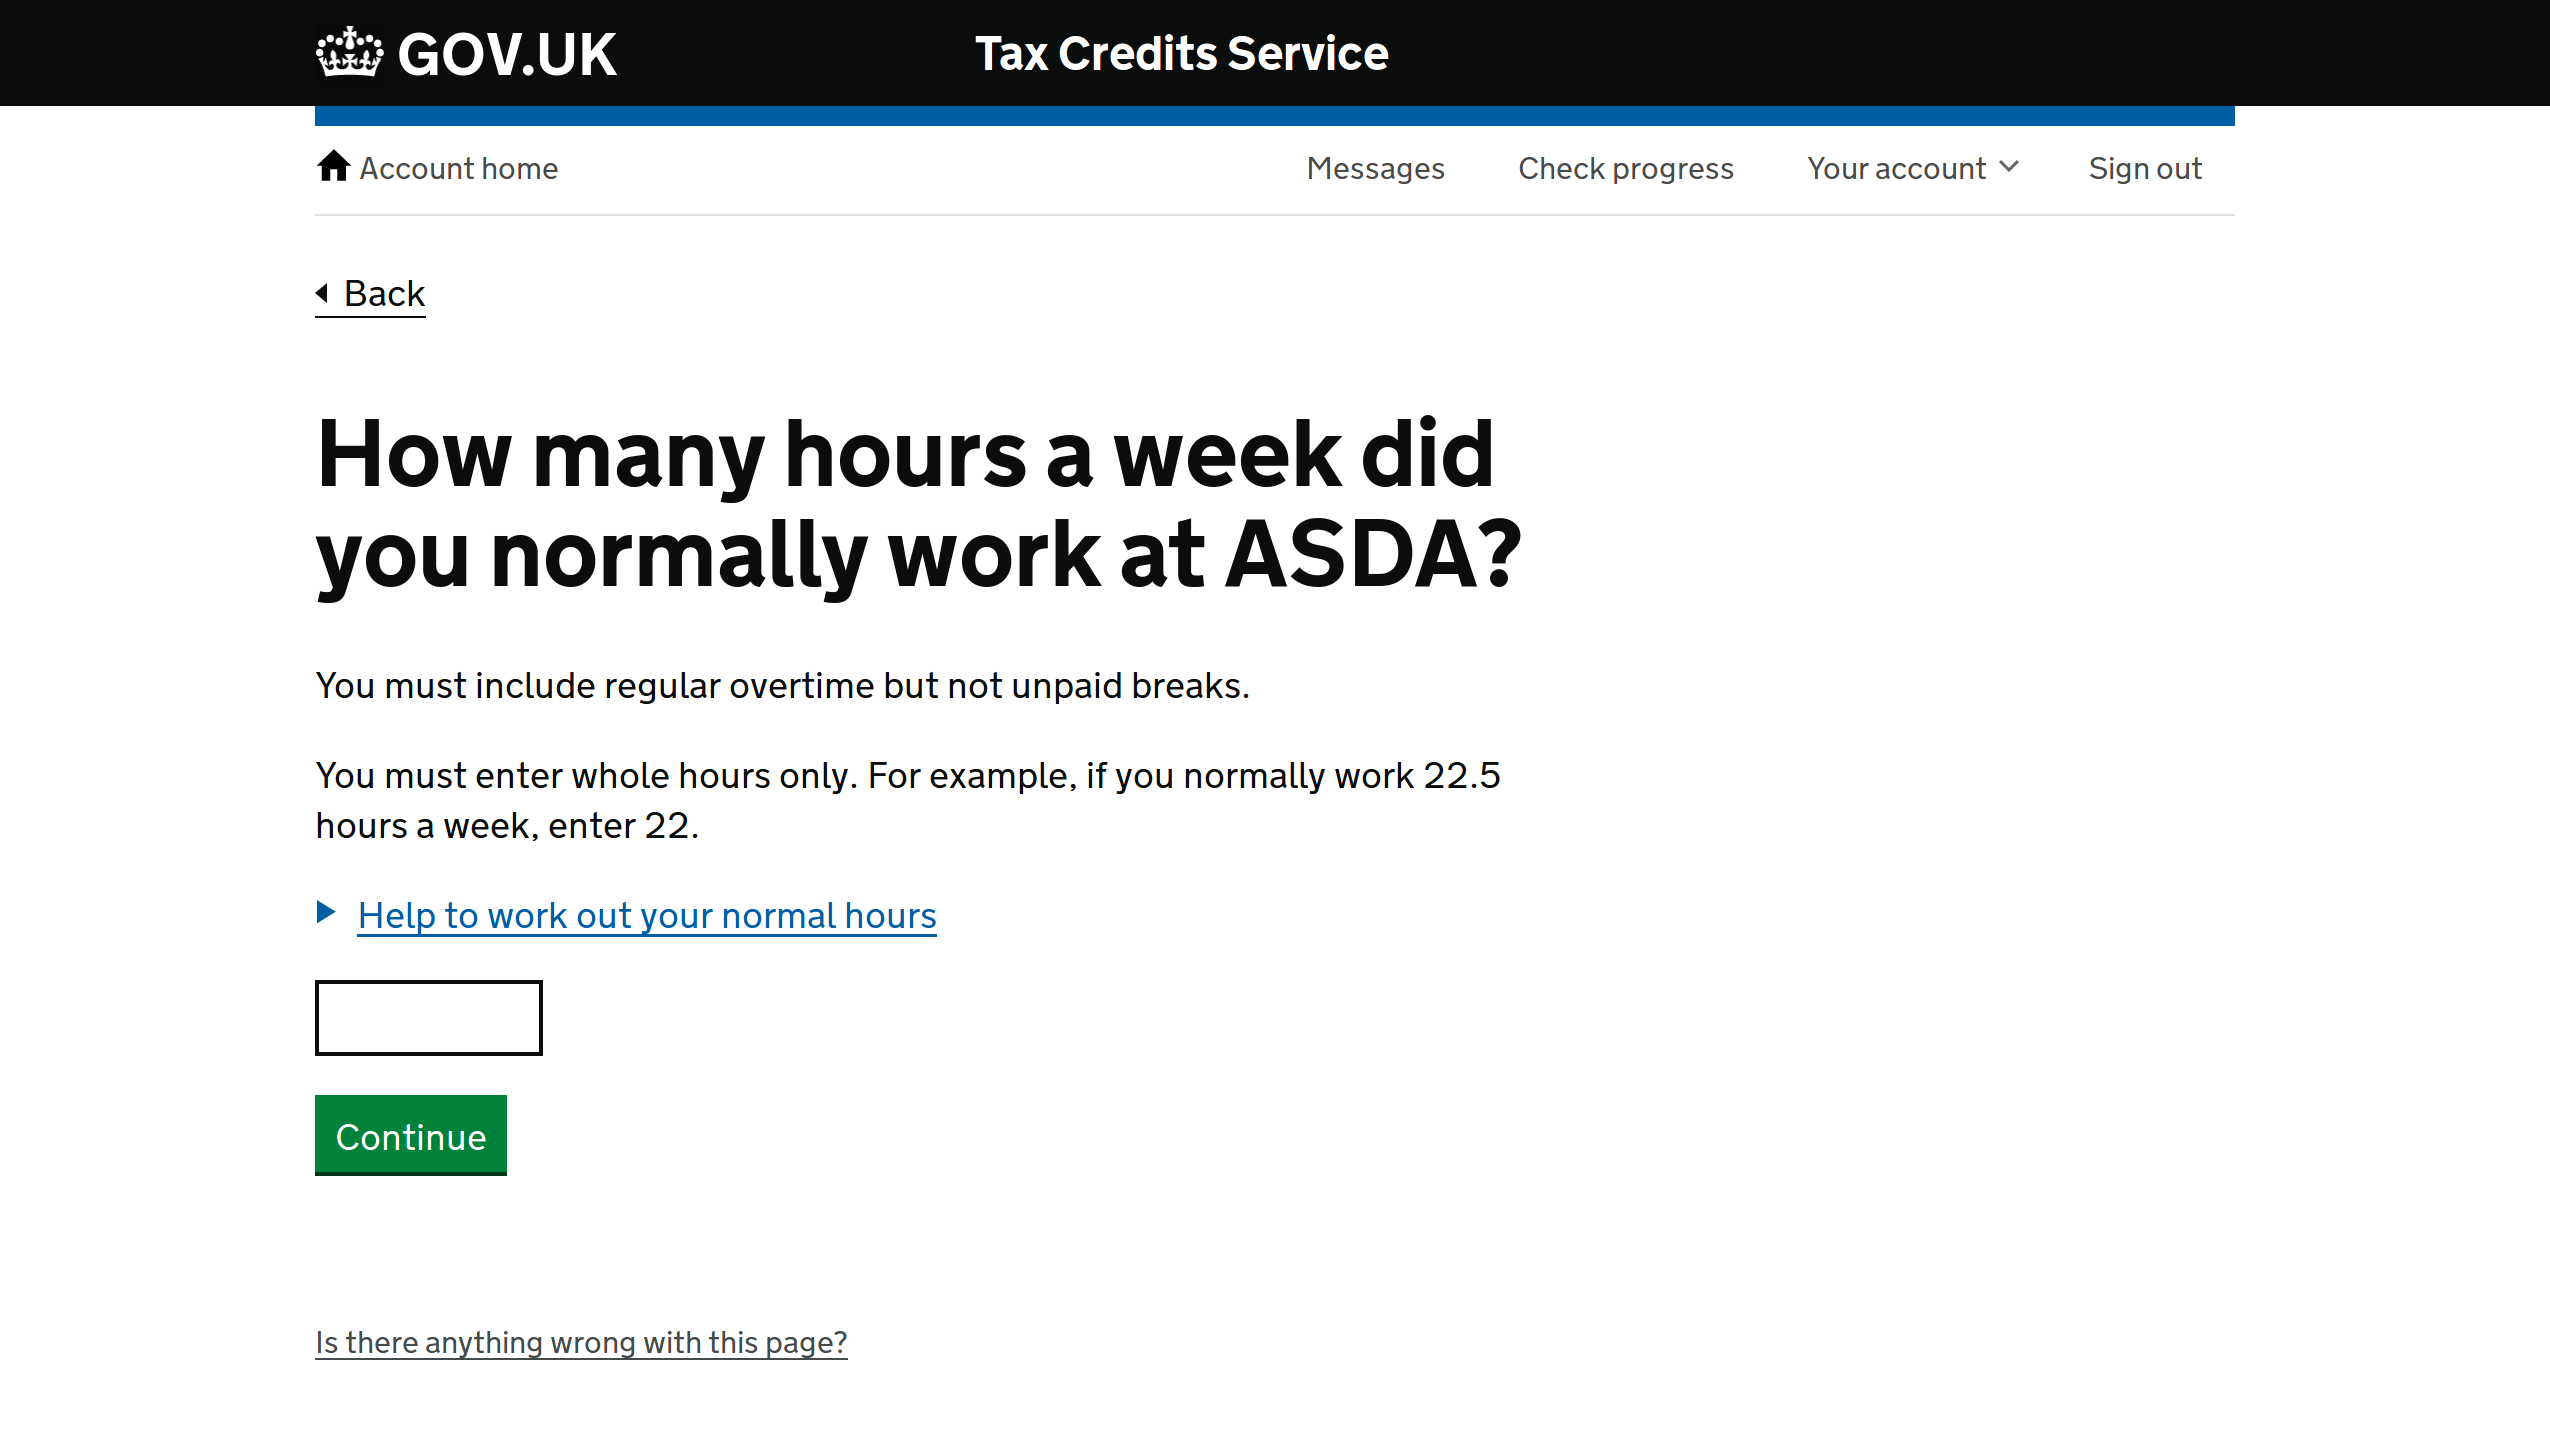 GOV.UK
Tax Credits Service
Account home
Messages
Check progress
Your account
Sign out
Back
How many hours a week did
you normally work at ASDA?
You must include regular overtime but not unpaid breaks.
You must enter whole hours only. For example, if you normally work 22.5
hours a week, enter 22.
Help to work out your normal hours
Continue
Is there anything wrong with this page?